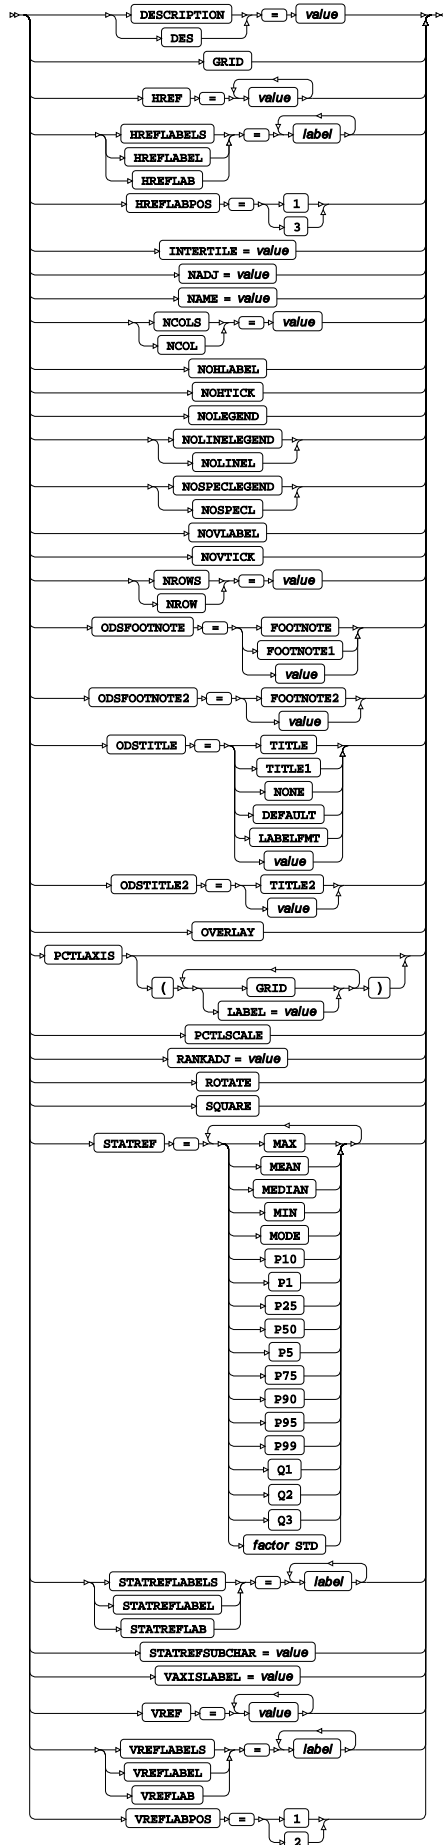 DESCRIPTION = value
DES
GRID
HREF = value
HREFLABELS = label
HREFLABEL
HREFLAB
HREFLABPOS = 1
3
INTERTILE = value
NADJ = value
NAME = value
NCOLS = value
NCOL
NOHLABEL
NOHTICK
NOLEGEND
NOLINELEGEND
NOLINEL
NOSPECLEGEND
NOSPECL
NOVLABEL
NOVTICK
NROWS = value
NROW
ODSFOOTNOTE = FOOTNOTE
FOOTNOTE1
value
ODSFOOTNOTE2 = FOOTNOTE2
value
ODSTITLE = TITLE
TITLE1
NONE
DEFAULT
LABELFMT
value
ODSTITLE2 = TITLE2
value
OVERLAY
PCTLAXIS
( GRID )
LABEL = value
PCTLSCALE
RANKADJ = value
ROTATE
SQUARE
STATREF = MAX
MEAN
MEDIAN
MIN
MODE
P10
P1
P25
P50
P5
P75
P90
P95
P99
Q1
Q2
Q3
factor STD
STATREFLABELS = label
STATREFLABEL
STATREFLAB
STATREFSUBCHAR = value
VAXISLABEL = value
VREF = value
VREFLABELS = label
VREFLABEL
VREFLAB
VREFLABPOS = 1
2